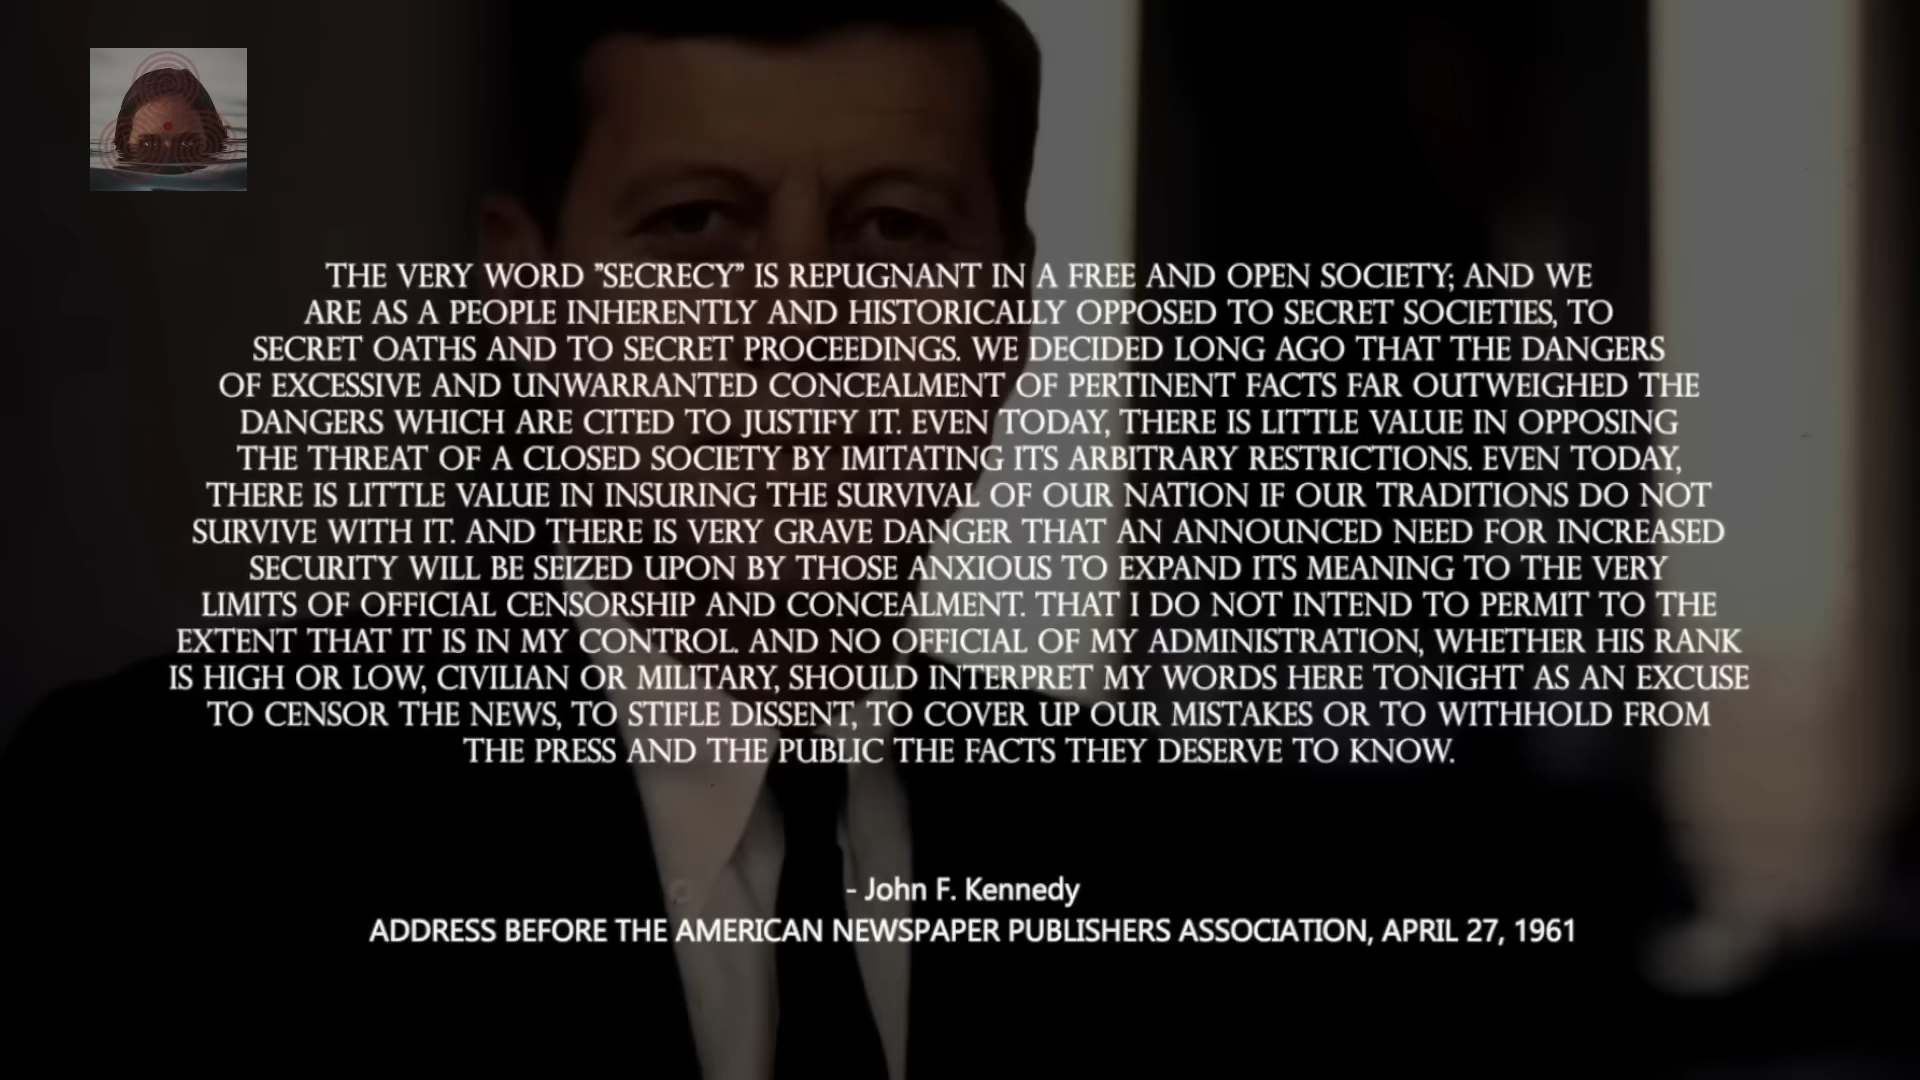 THE VERY WORD "SECRECY" IS REPUGNANT IN A FREE AND OPEN SOCIETY; AND WE
ARE AS A PEOPLE INHERENTLY AND HISTORICALLY OPPOSED TO SECRET SOCIETIES, TO
SECRET OATHS AND TO SECRET PROCEEDINGS. WE DECIDED LONG AGO THAT THE DANGERS
OF EXCESSIVE AND UNWARRANTED CONCEALMENT OF PERTINENT FACTS FAR OUTWEIGHED THE
DANGERS WHICH ARE CITED TO JUSTIFY IT. EVEN TODAY, THERE IS LITTLE VALUE IN OPPOSING
THE THREAT OF A CLOSED SOCIETY BY IMITATING ITS ARBITRARY RESTRICTIONS. EVEN TODAY,
THERE IS LITTLE VALUE IN INSURING THE SURVIVAL OF OUR NATION IF OUR TRADITIONS DO NOT
SURVIVE WITH IT. AND THERE IS VERY GRAVE DANGER THAT AN ANNOUNCED NEED FOR INCREASED
SECURITY WILL BE SEIZED UPON BY THOSE ANXIOUS TO EXPAND ITS MEANING TO THE VERY
LIMITS OF OFFICIAL CENSORSHIP AND CONCEALMENT. THAT I DO NOT INTEND TO PERMIT TO THE
EXTENT THAT IT IS IN MY CONTROL. AND NO OFFICIAL OF MY ADMINISTRATION, WHETHER HIS RANK
IS HIGH OR LOW, CIVILIAN OR MILITARY, SHOULD INTERPRET MY WORDS HERE TONIGHT AS AN EXCUSE
TO CENSOR THE NEWS, TO STIFLE DISSENT, TO COVER UP OUR MISTAKES OR TO WITHHOLD FROM
THE PRESS AND THE PUBLIC THE FACTS THEY DESERVE TO KNOW.
- John F. Kennedy
ADDRESS BEFORE THE AMERICAN NEWSPAPER PUBLISHERS ASSOCIATION, APRIL 27, 1961